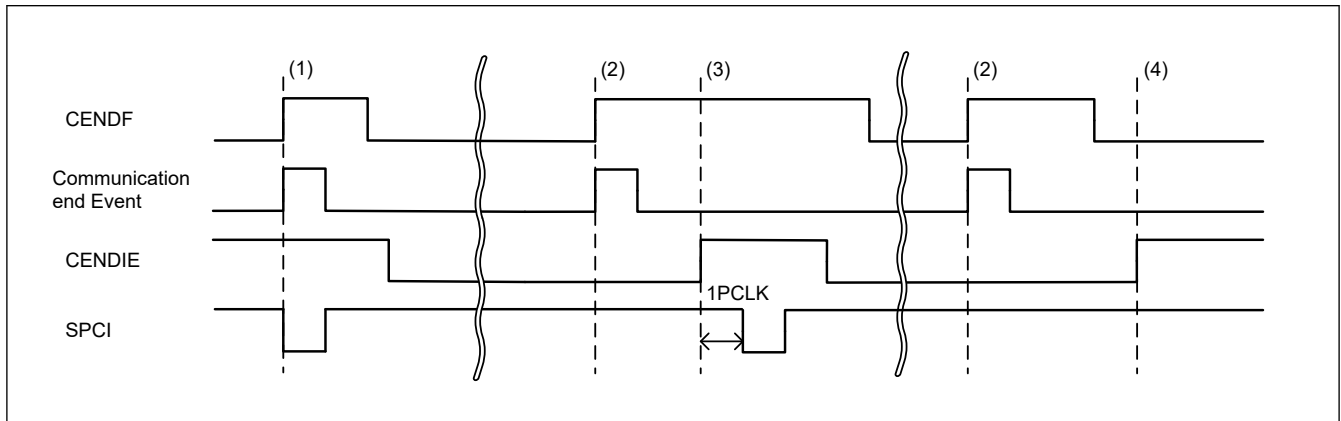 (1)
(2)
(3)
(2)
(4)
CENDF
Communication
end Event
CENDIE
1PCLK
SPCI